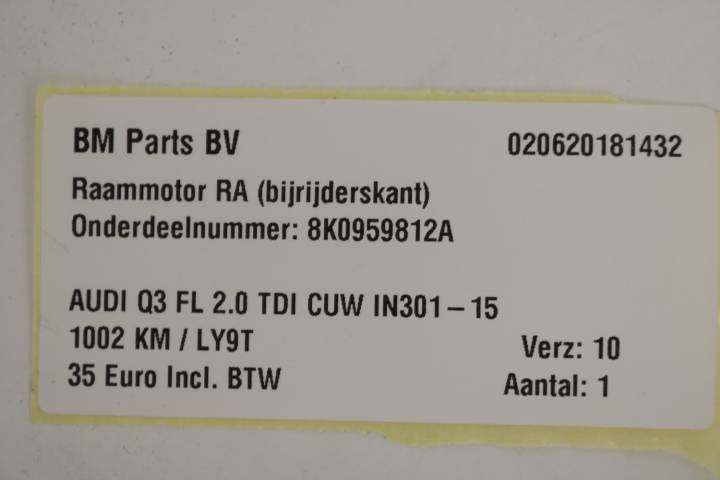 BM Parts BV 020620181432
Raammotor RA (bijrijderskant)
Onderdeelnummer: 8K0959812A
AUDI Q3 FL 2.0 TDI CUW IN301-15
1002 KM / LY9T Verz: 10
35 Euro Incl. BTW Aantal: 1